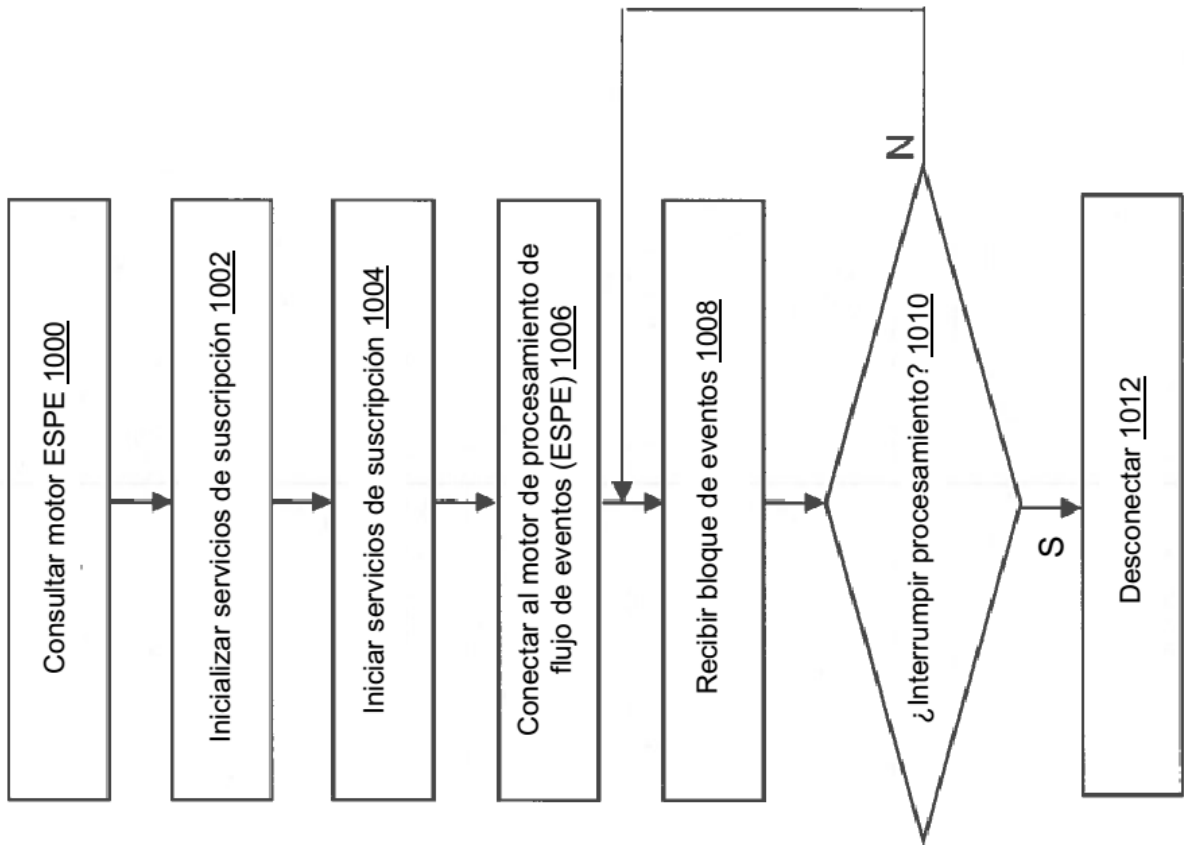 Consultar motor ESPE 1000
Inicializar servicios de suscripción 1002
Iniciar servicios de suscripción 1004
Conectar al motor de procesamiento de
flujo de eventos (ESPE) 1006
Recibir bloque de eventos 1008
¿Interrumpir procesamiento? 1010
N
S
Desconectar 1012